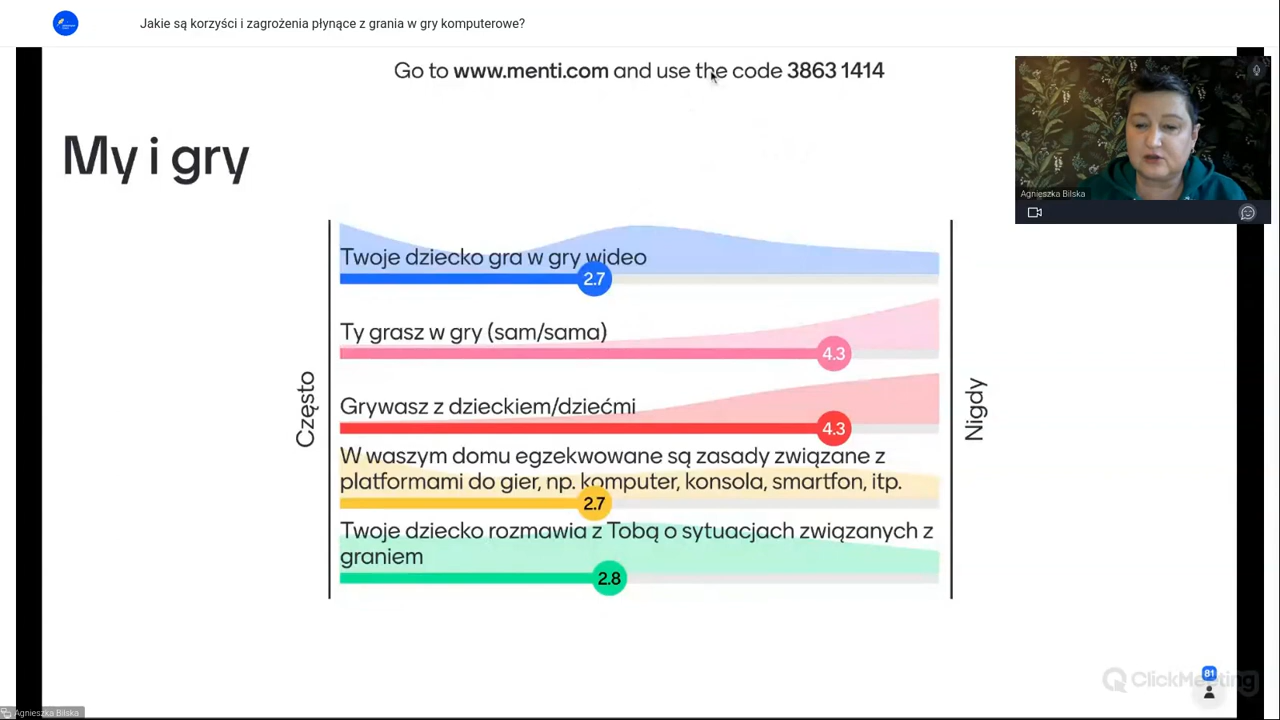 Jakie są korzyści i zagrożenia płynące z grania w gry komputerowe?
Go to www.menti.com and use the code 3863 1414
My i gry
Agnieszka Bilska
Często
Nigdy
Twoje dziecko gra w gry wideo
2.7
Ty grasz w gry (sam/sama)
4.3
Grywasz z dzieckiem/dziećmi
4.3
W waszym domu egzekwowane są zasady związane z
platformami do gier, np. komputer, konsola, smartfon, itp.
2.7
Twoje dziecko rozmawia z Tobą o sytuacjach związanych z
graniem
2.8
ClickMeeting
81
Agnieszka Bilska